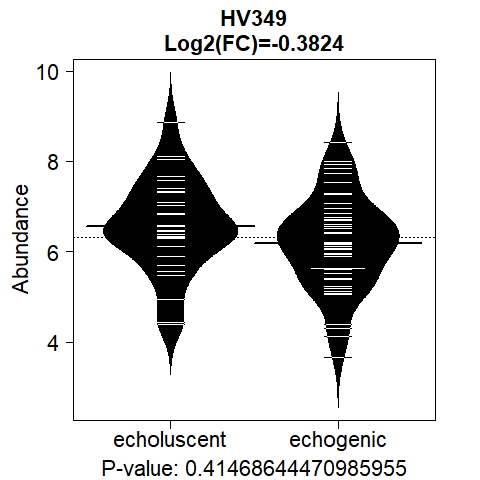 HV349
Log2(FC)=-0.3824
10
8
6
4
Abundance
echoluscent echogenic
P-value: 0.41468644470985955